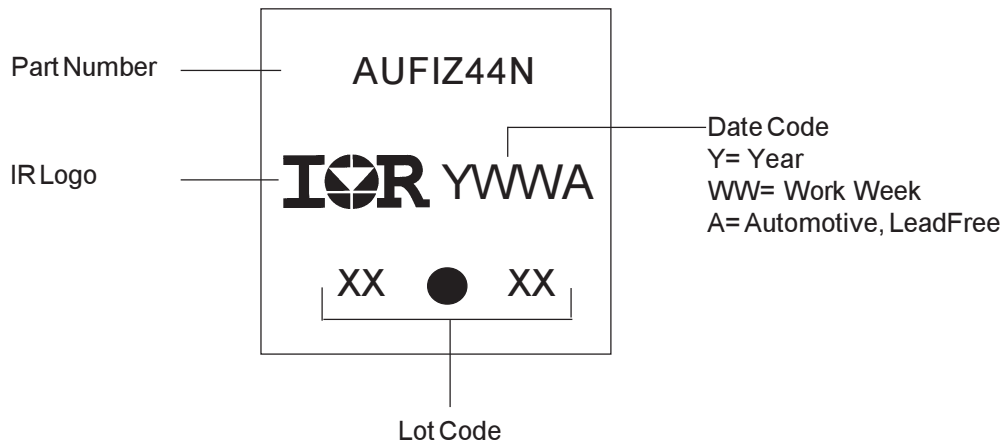 Part Number
AUFIZ44N
Date Code
Y= Year
WW= Work Week
A= Automotive, LeadFree
IR Logo
IOR YWWA
XX XX
Lot Code